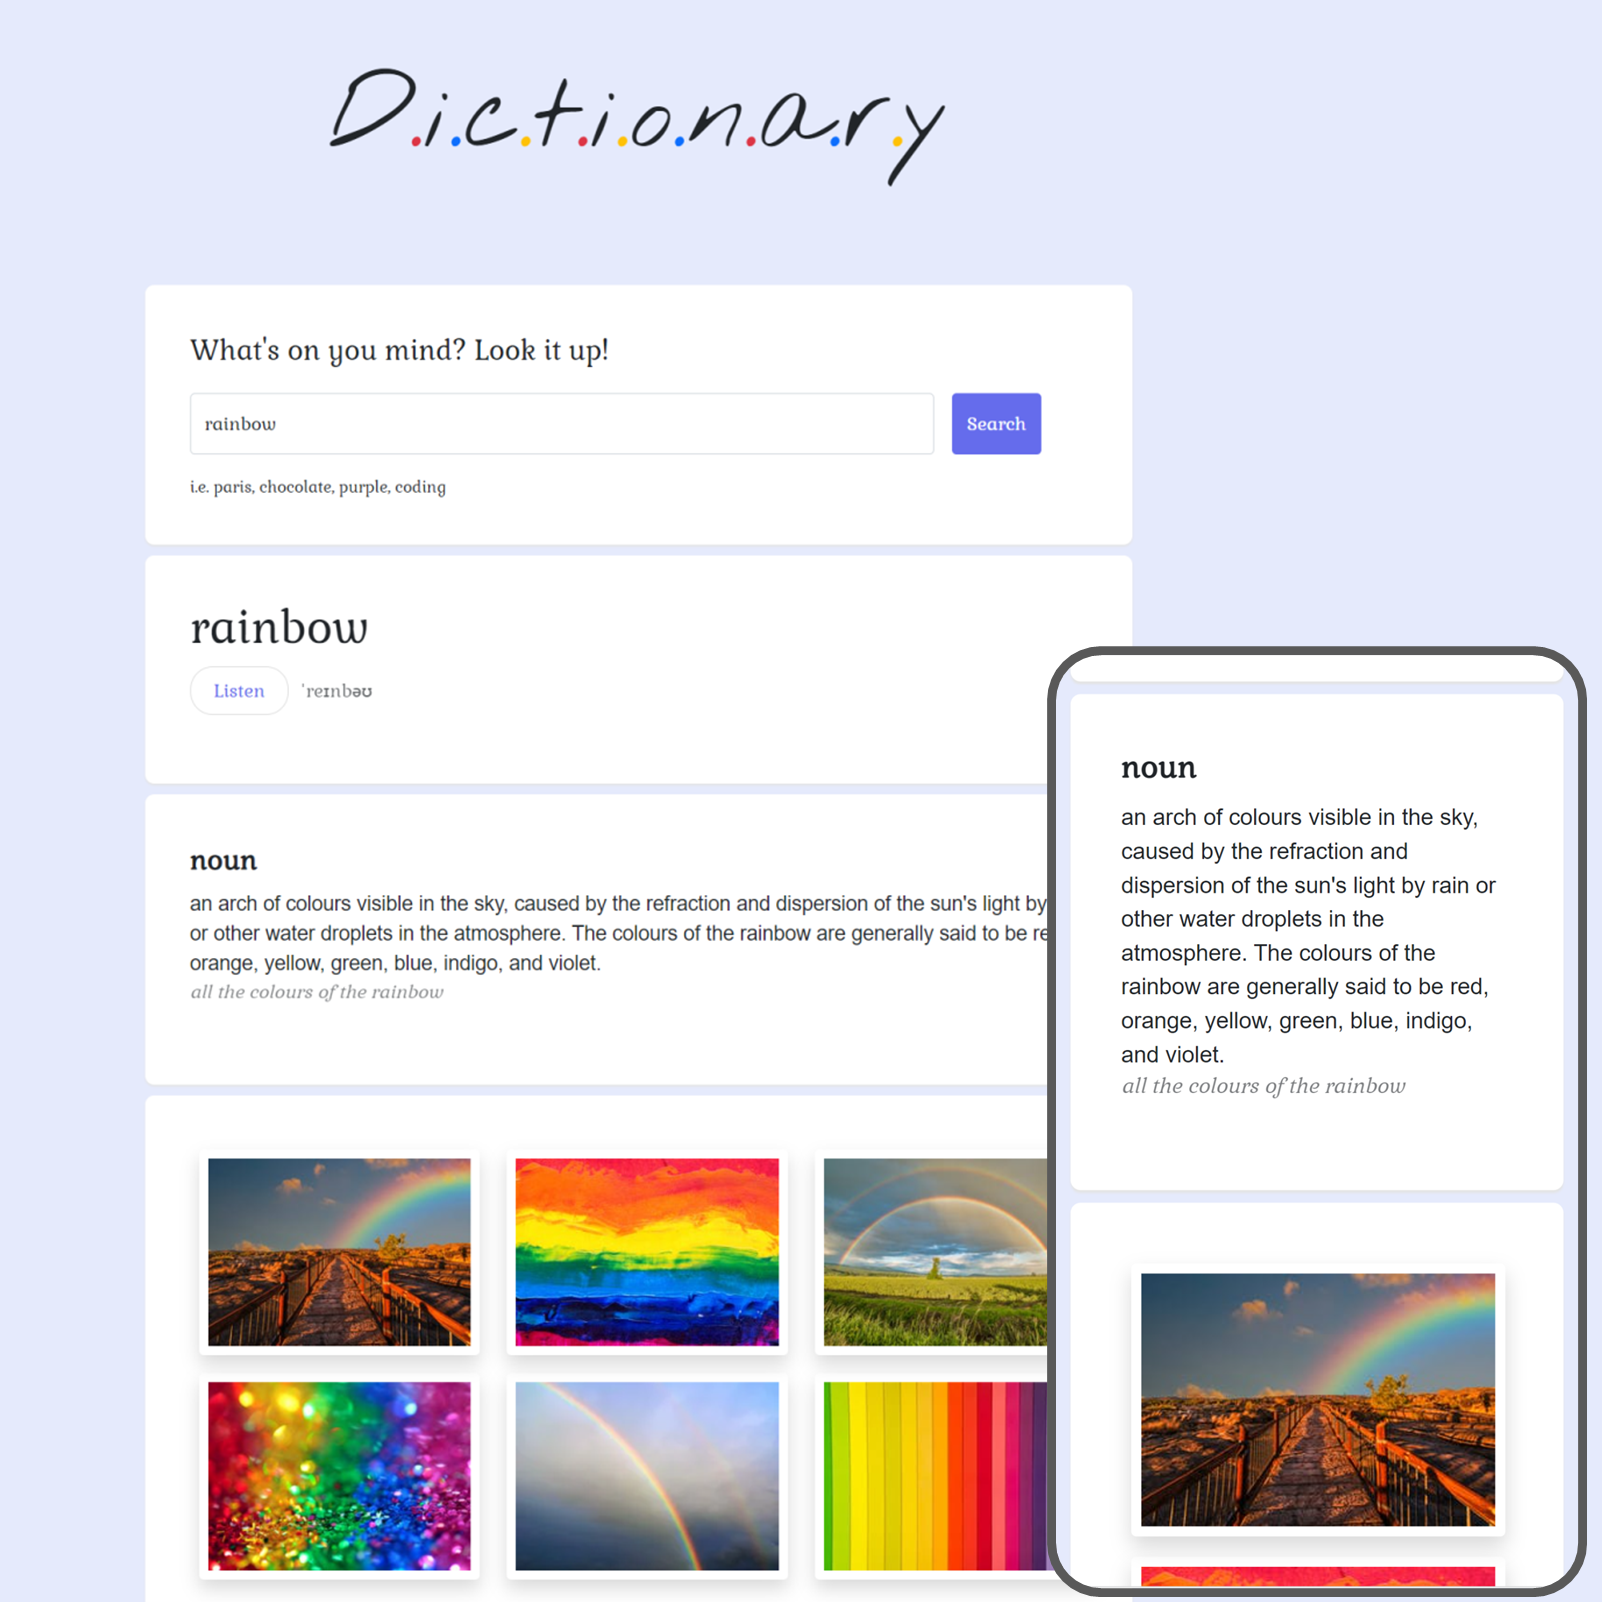 D.i.c.t.i.o.n.a.r.y
What's on you mind? Look it up!
rainbow
Search
i.e. paris, chocolate, purple, coding
rainbow
Listen
ˈreɪnbəʊ
noun
an arch of colours visible in the sky, caused by the refraction and dispersion of the sun's light by
or other water droplets in the atmosphere. The colours of the rainbow are generally said to be re
orange, yellow, green, blue, indigo, and violet.
all the colours of the rainbow
noun
an arch of colours visible in the sky,
caused by the refraction and
dispersion of the sun's light by rain or
other water droplets in the
atmosphere. The colours of the
rainbow are generally said to be red,
orange, yellow, green, blue, indigo,
and violet.
all the colours of the rainbow